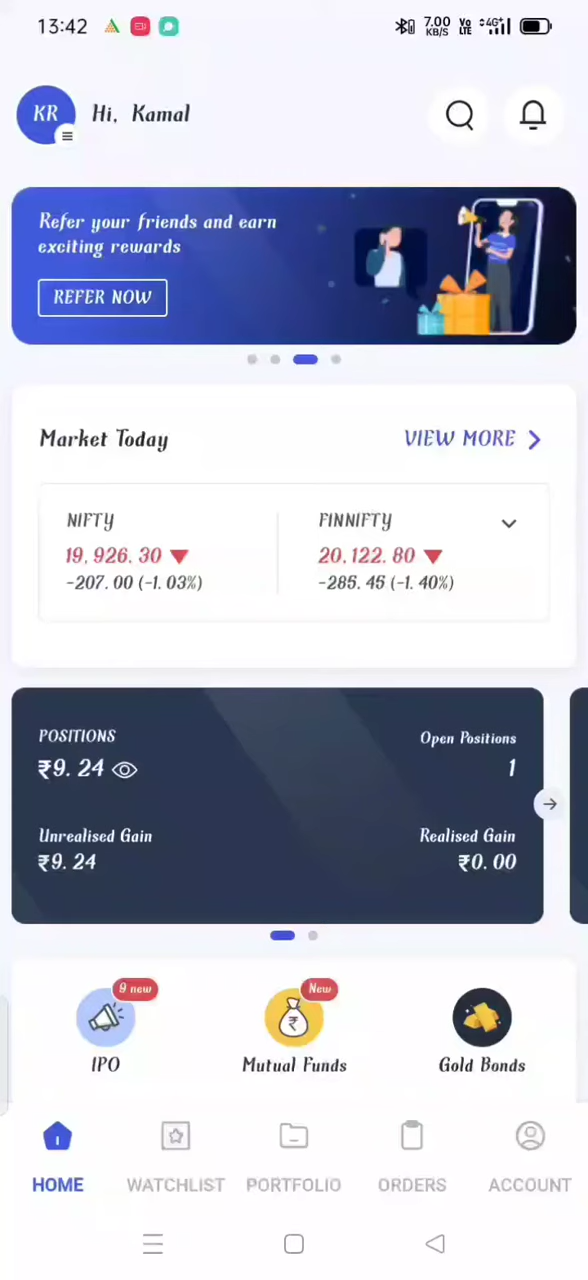 13:42
7.00 KB/S
Vo LTE
4G+
KR
Hi, Kamal
Refer your friends and earn
exciting rewards
REFER NOW
Market Today
VIEW MORE
NIFTY
FINNIFTY
19,926.30
20,122.80
-207.00 (-1.03%)
-285.45 (-1.40%)
POSITIONS
Open Positions
₹9.24
1
Unrealised Gain
Realised Gain
₹9.24
₹0.00
9 new
New
IPO
Mutual Funds
Gold Bonds
HOME
WATCHLIST
PORTFOLIO
ORDERS
ACCOUNT